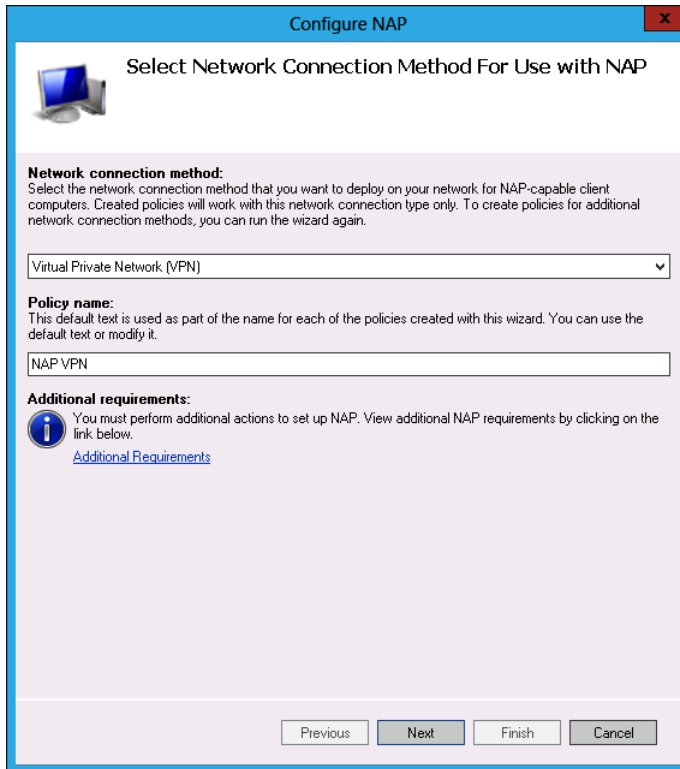 Configure NAP
x
Select Network Connection Method For Use with NAP
Network connection method:
Select the network connection method that you want to deploy on your network for NAP-capable client
computers. Created policies will work with this network connection type only. To create policies for additional
network connection methods, you can run the wizard again.
Virtual Private Network (VPN)
Policy name:
This default text is used as part of the name for each of the policies created with this wizard. You can use the
default text or modify it.
NAP VPN
Additional requirements:
You must perform additional actions to set up NAP. View additional NAP requirements by clicking on the
link below.
Additional Requirements
Previous Next Finish Cancel